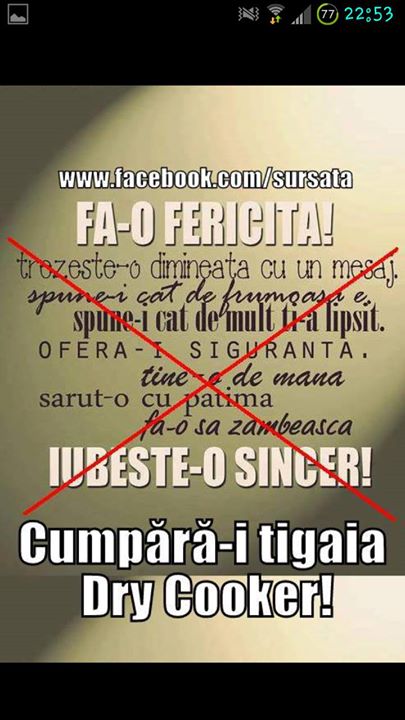 77 22:53
www.facebook.com/sursata
FA-O FERICITA!
trezeste-o dimineata cu un mesaj.
spune-i cat de frumoasa e.
spune-i cat de mult ti-a lipsit.
OFERA-I SIGURANTA.
tine-o de mana
sarut-o cu patima
fa-o sa zambeasca
IUBESTE-O SINCER!
Cumpără-i tigaia
Dry Cooker!